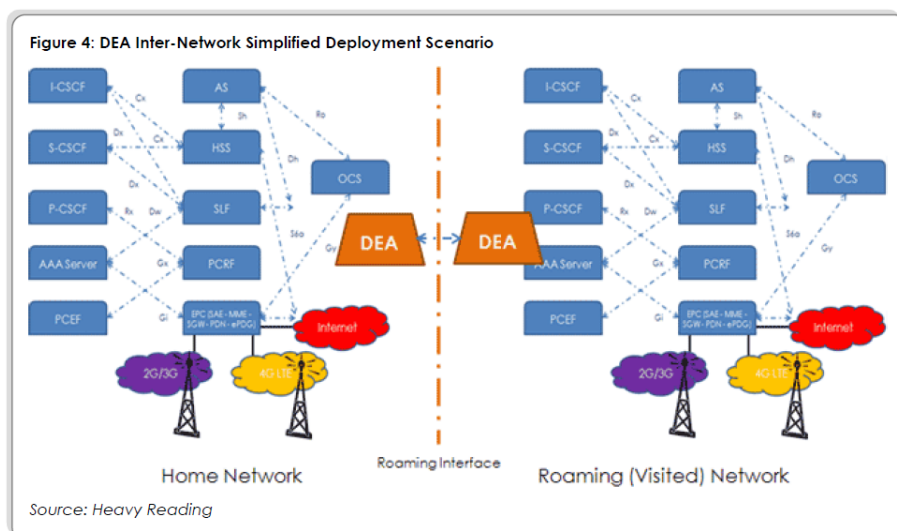 Figure 4: DEA Inter-Network Simplified Deployment Scenario
I-CSCF
AS
Cx
Ro
Sh
Dx
Cx
S-CSCF
HSS
Dx
Dh
OCS
P-CSCF
Rx
Dw
SLF
S6a
Gy
DEA
AAA Server
Gx
PCRF
PCEF
Gi
EPC (SAE - MME -
SGW - PDN - ePDG)
Internet
2G/3G
4G LTE
Home Network
Roaming Interface
I-CSCF
AS
Cx
Ro
Sh
Dx
Cx
S-CSCF
HSS
Dx
Dh
OCS
P-CSCF
Rx
Dw
SLF
S6a
Gy
DEA
AAA Server
Gx
PCRF
PCEF
Gi
EPC (SAE - MME -
SGW - PDN - ePDG)
Internet
2G/3G
4G LTE
Roaming (Visited) Network
Source: Heavy Reading